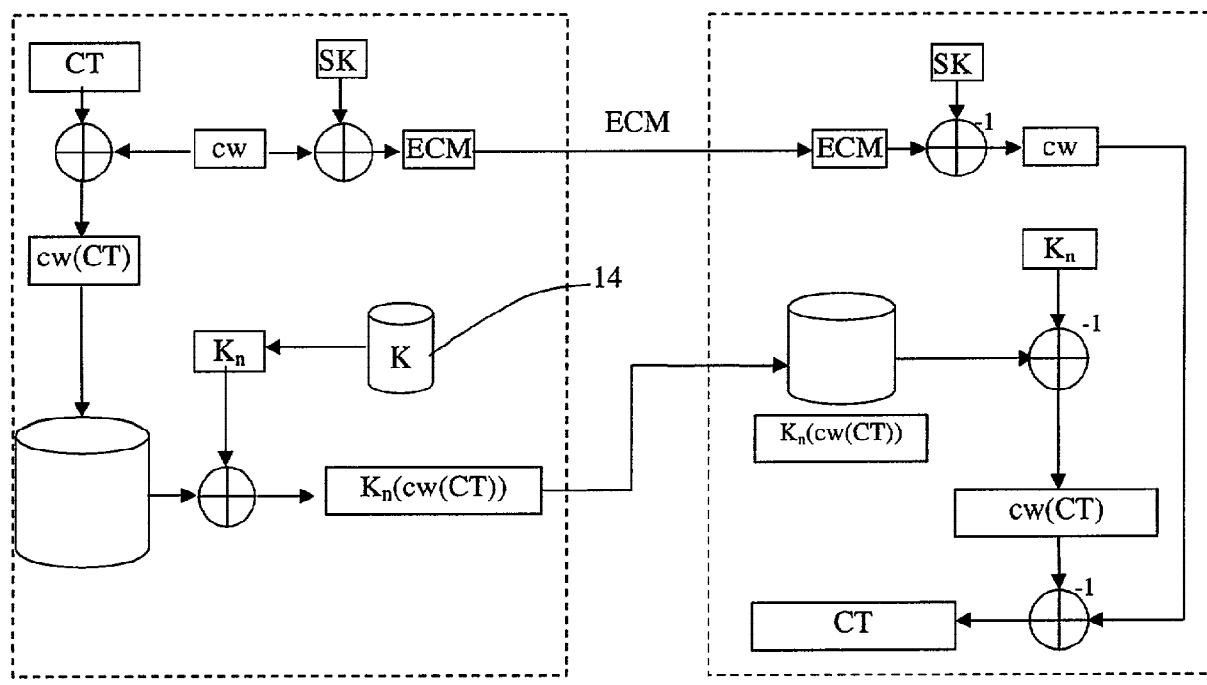 CT
SK
cw
ECM
cw(CT)
14
Kn
K
Kn(cw(CT))
ECM
SK
-1
ECM
cw
Kn
-1
Kn(cw(CT))
cw(CT)
-1
CT